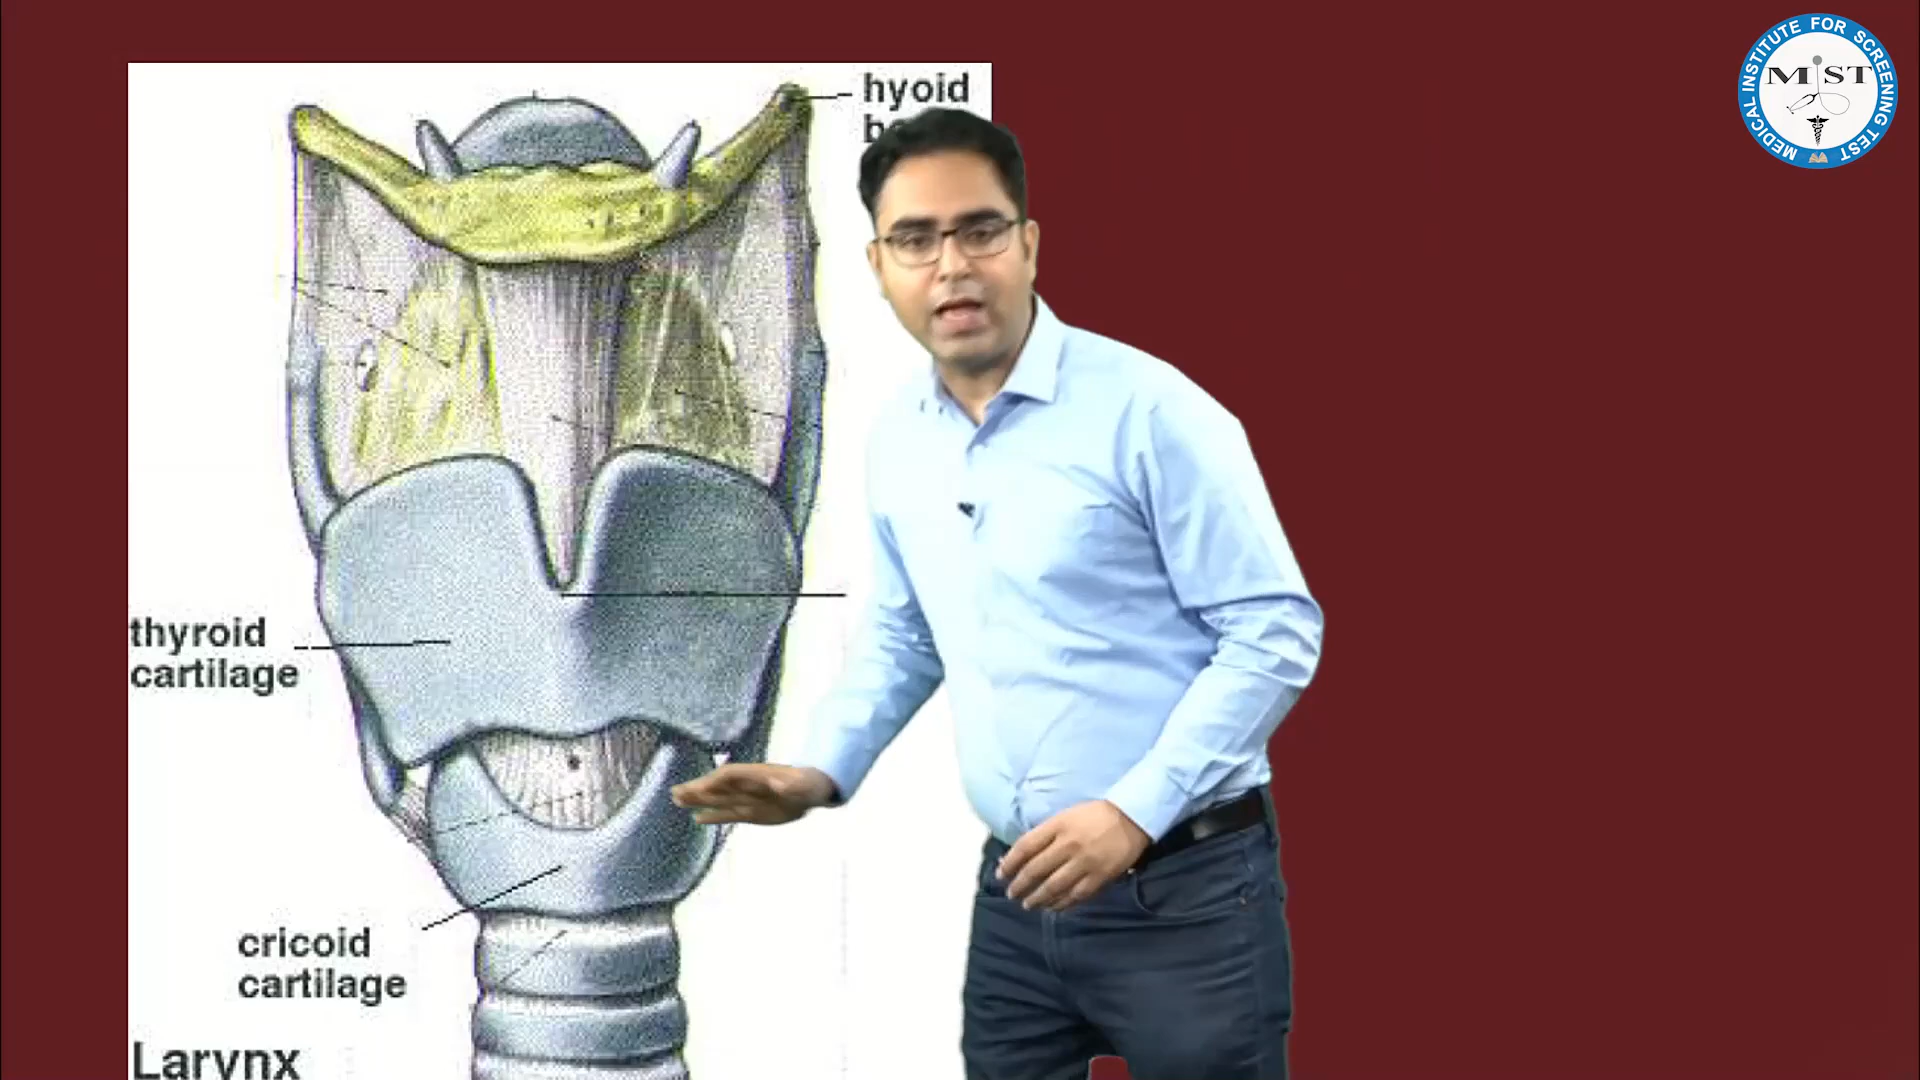 hyoid
thyroid
cartilage
cricoid
cartilage
Larynx
MEDICAL INSTITUTE FOR SCREENING TEST
MIST